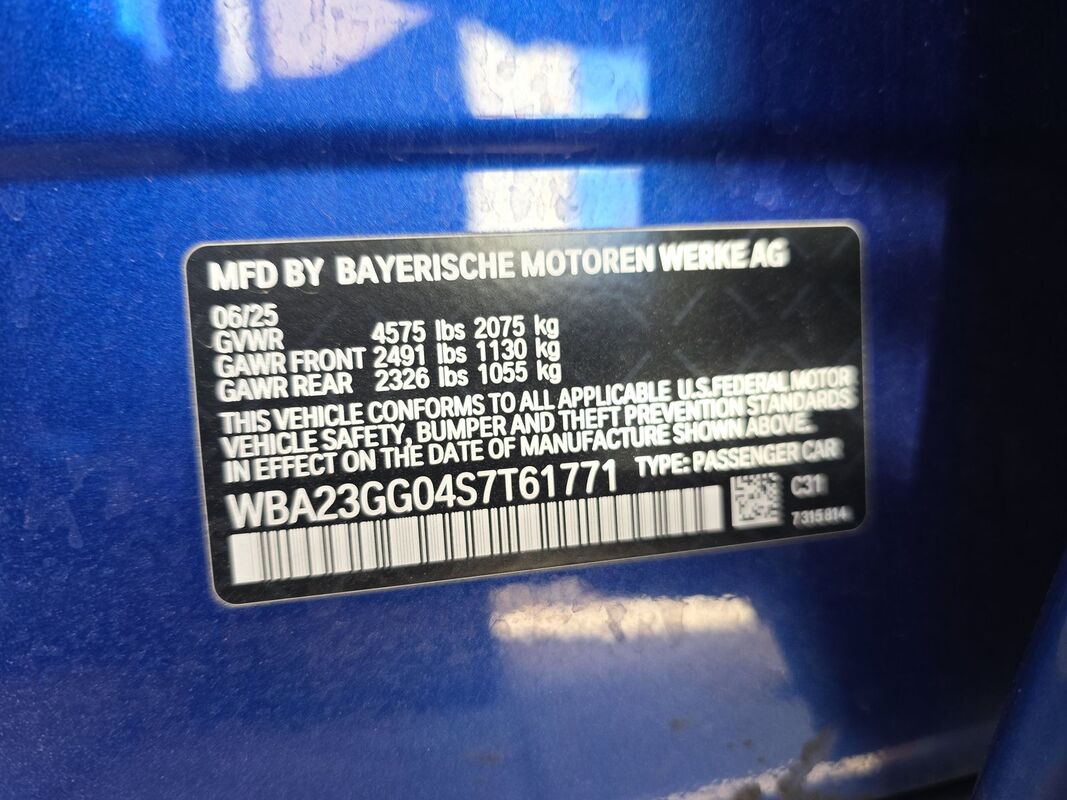 MFD BY BAYERISCHE MOTOREN WERKE AG
06/25
GVWR 4575 lbs 2075 kg
GAWR FRONT 2491 lbs 1130 kg
GAWR REAR 2326 lbs 1055 kg
THIS VEHICLE CONFORMS TO ALL APPLICABLE U.S.FEDERAL MOTOR
VEHICLE SAFETY, BUMPER AND THEFT PREVENTION STANDARDS
IN EFFECT ON THE DATE OF MANUFACTURE SHOWN ABOVE.
WBA23GG04S7T61771 TYPE: PASSENGER CAR
C31
7315814